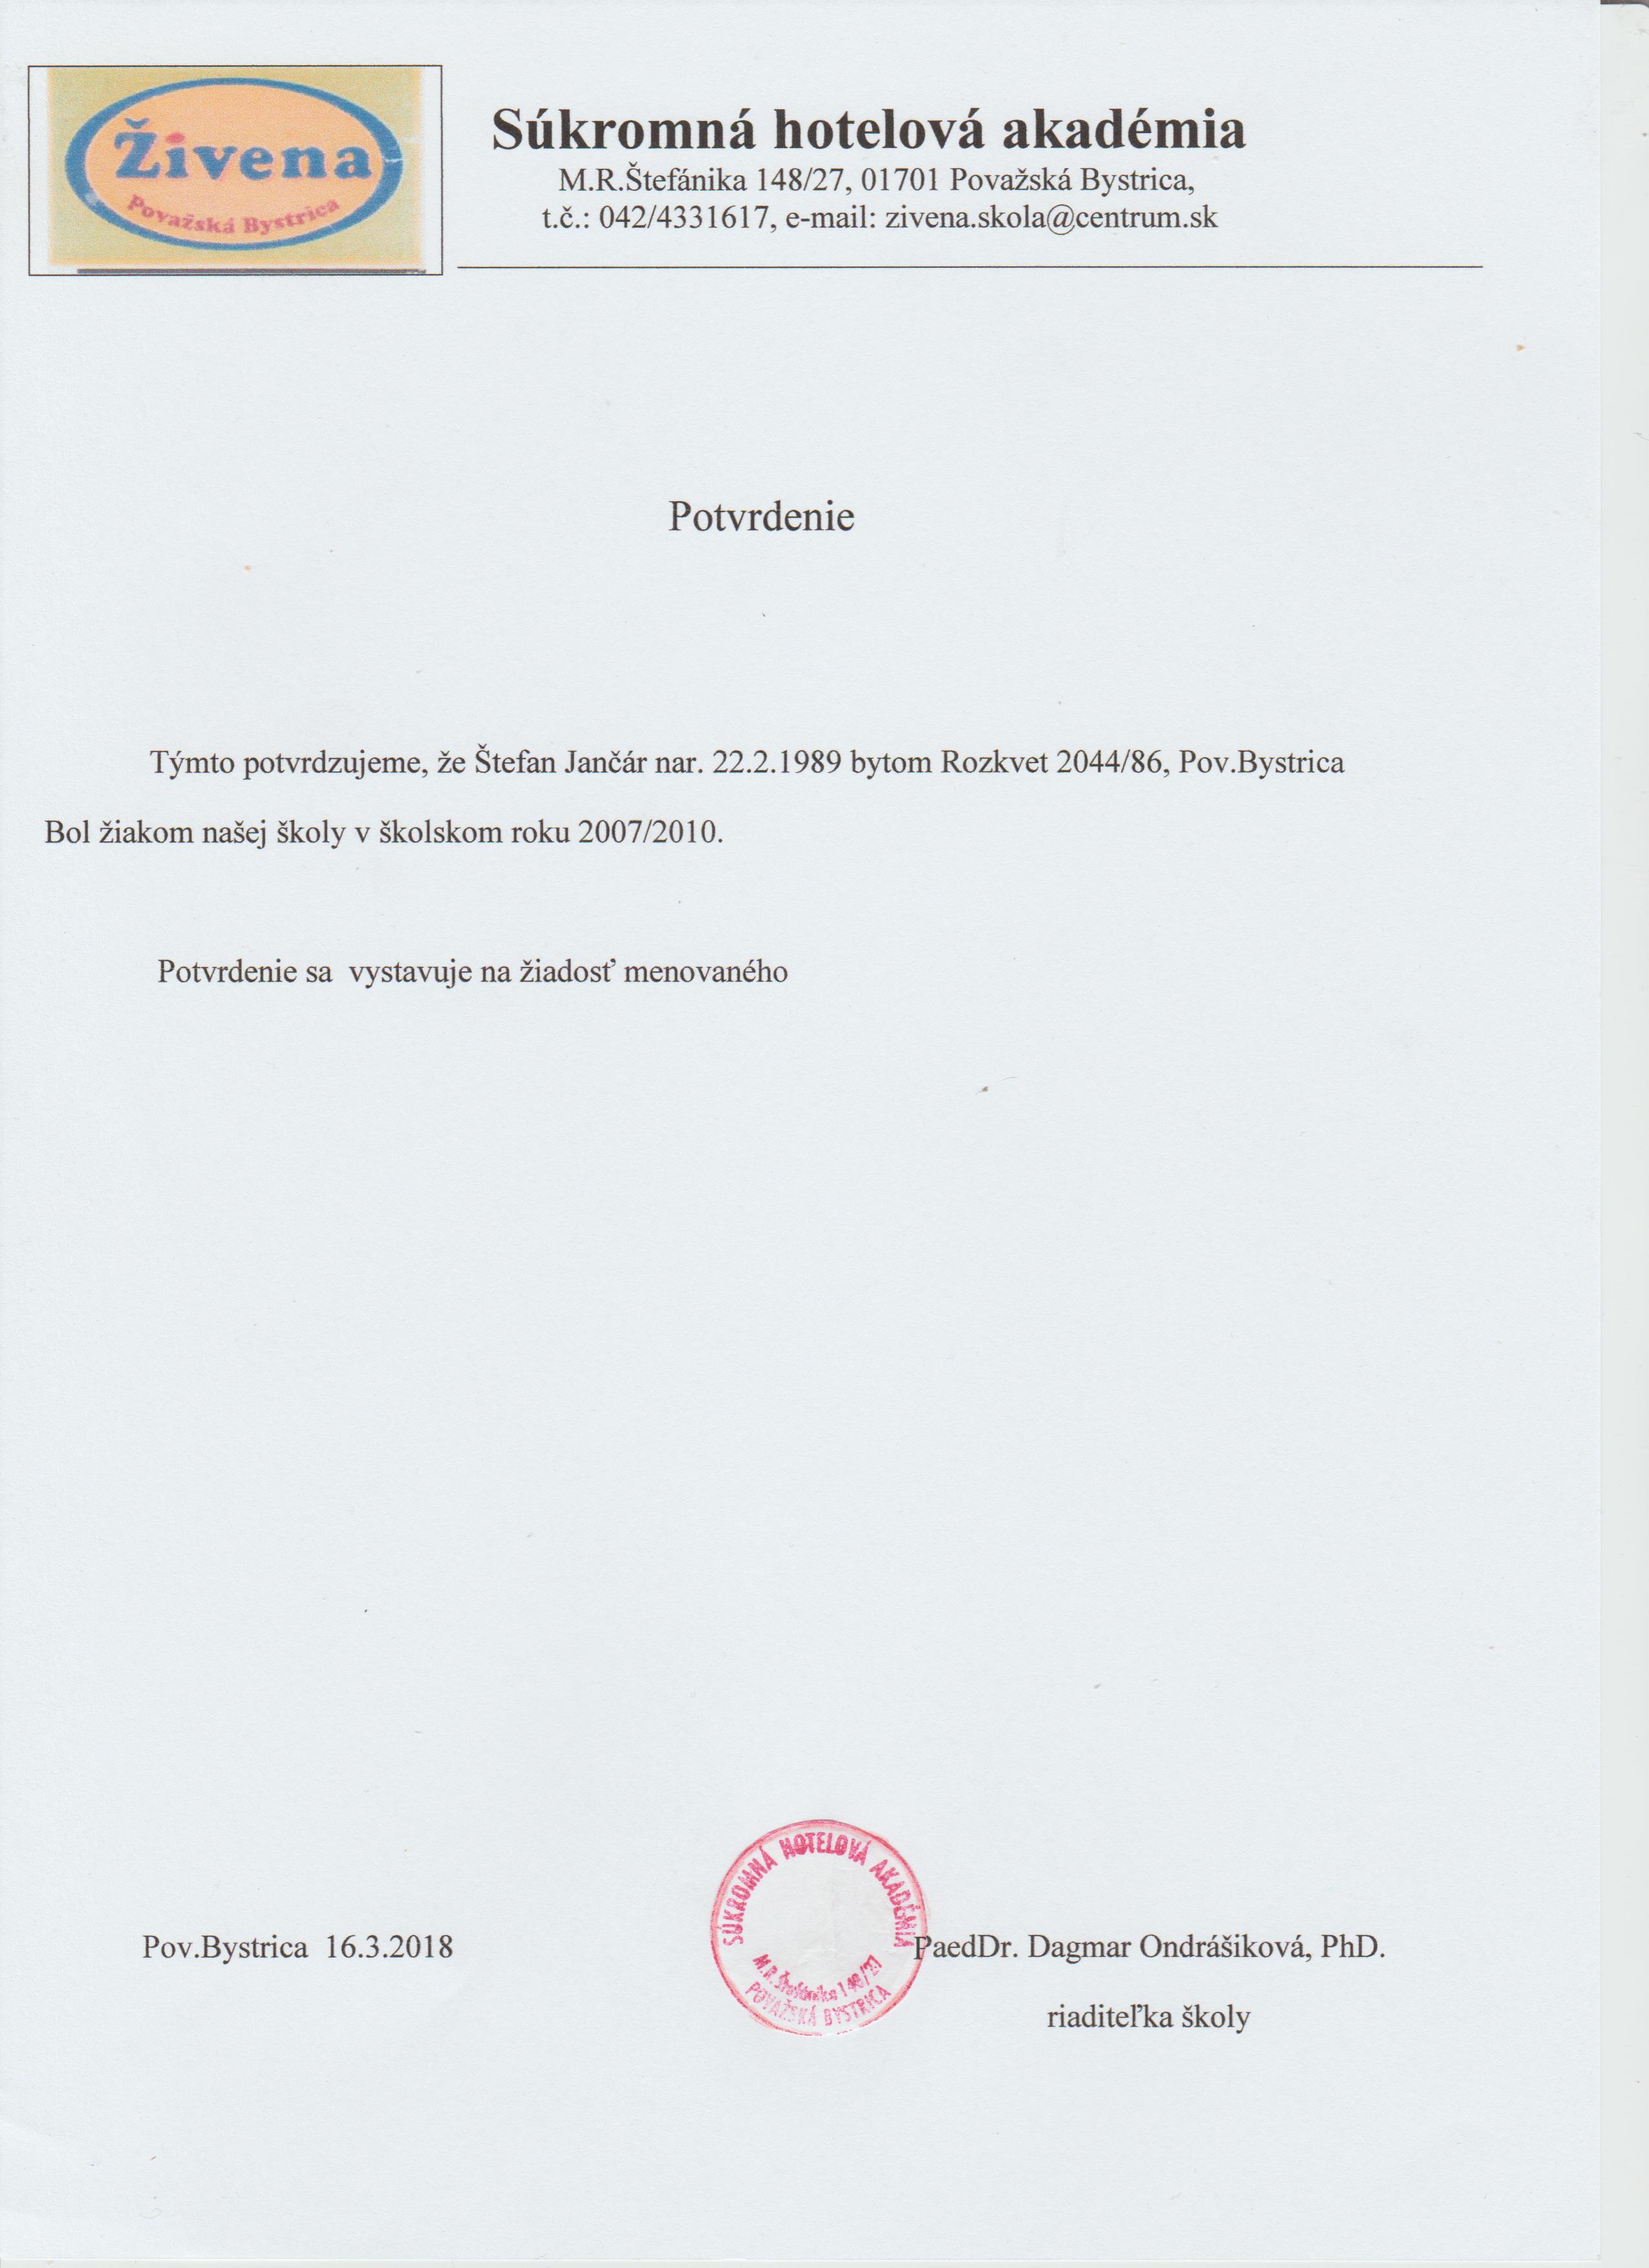 Živena
Považská Bystrica
Súkromná hotelová akadémia
M.R.Štefánika 148/27, 01701 Považská Bystrica,
t.č.: 042/4331617, e-mail: zivena.skola@centrum.sk
Potvrdenie
Týmto potvrdzujeme, že Štefan Jančár nar. 22.2.1989 bytom Rozkvet 2044/86, Pov.Bystrica
Bol žiakom našej školy v školskom roku 2007/2010.
Potvrdenie sa  vystavuje na žiadosť menovaného
SÚKROMNÁ HOTELOVÁ AKADÉMIA
M.R.Štefánika 148/27
POVAŽSKÁ BYSTRICA
Pov.Bystrica  16.3.2018
PaedDr. Dagmar Ondrášiková, PhD.
riaditeľka školy